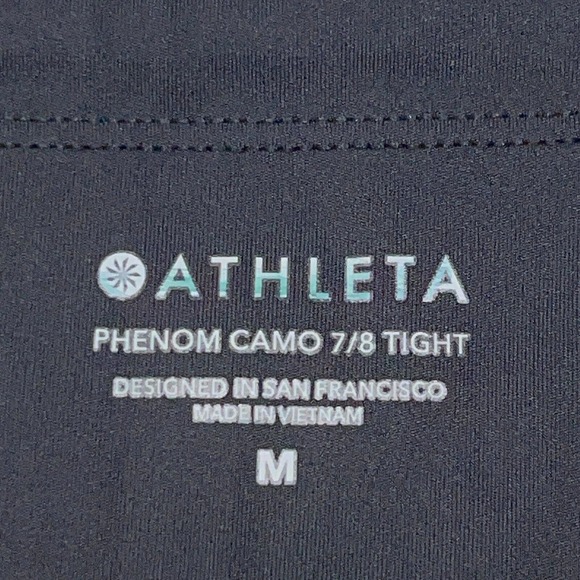 ATHLETA
PHENOM CAMO 7/8 TIGHT
DESIGNED IN SAN FRANCISCO
MADE IN VIETNAM
M